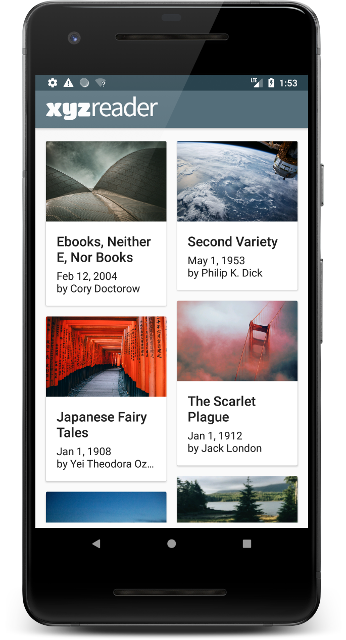 LTE 1:53
xyzreader
Ebooks, Neither
E, Nor Books
Feb 12, 2004
by Cory Doctorow
Second Variety
May 1, 1953
by Philip K. Dick
Japanese Fairy
Tales
Jan 1, 1908
by Yei Theodora Oz...
The Scarlet
Plague
Jan 1, 1912
by Jack London